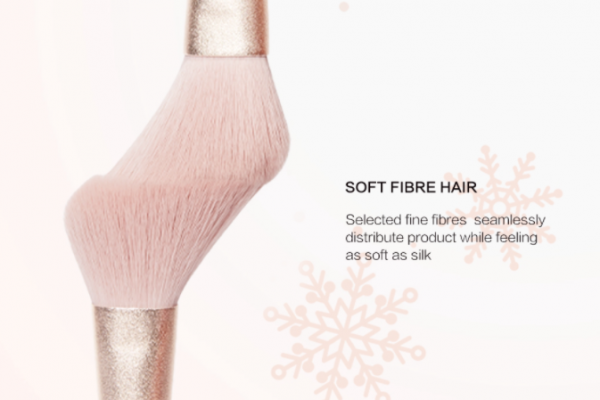 SOFT FIBRE HAIR
Selected fine fibres seamlessly
distribute product while feeling
as soft as silk